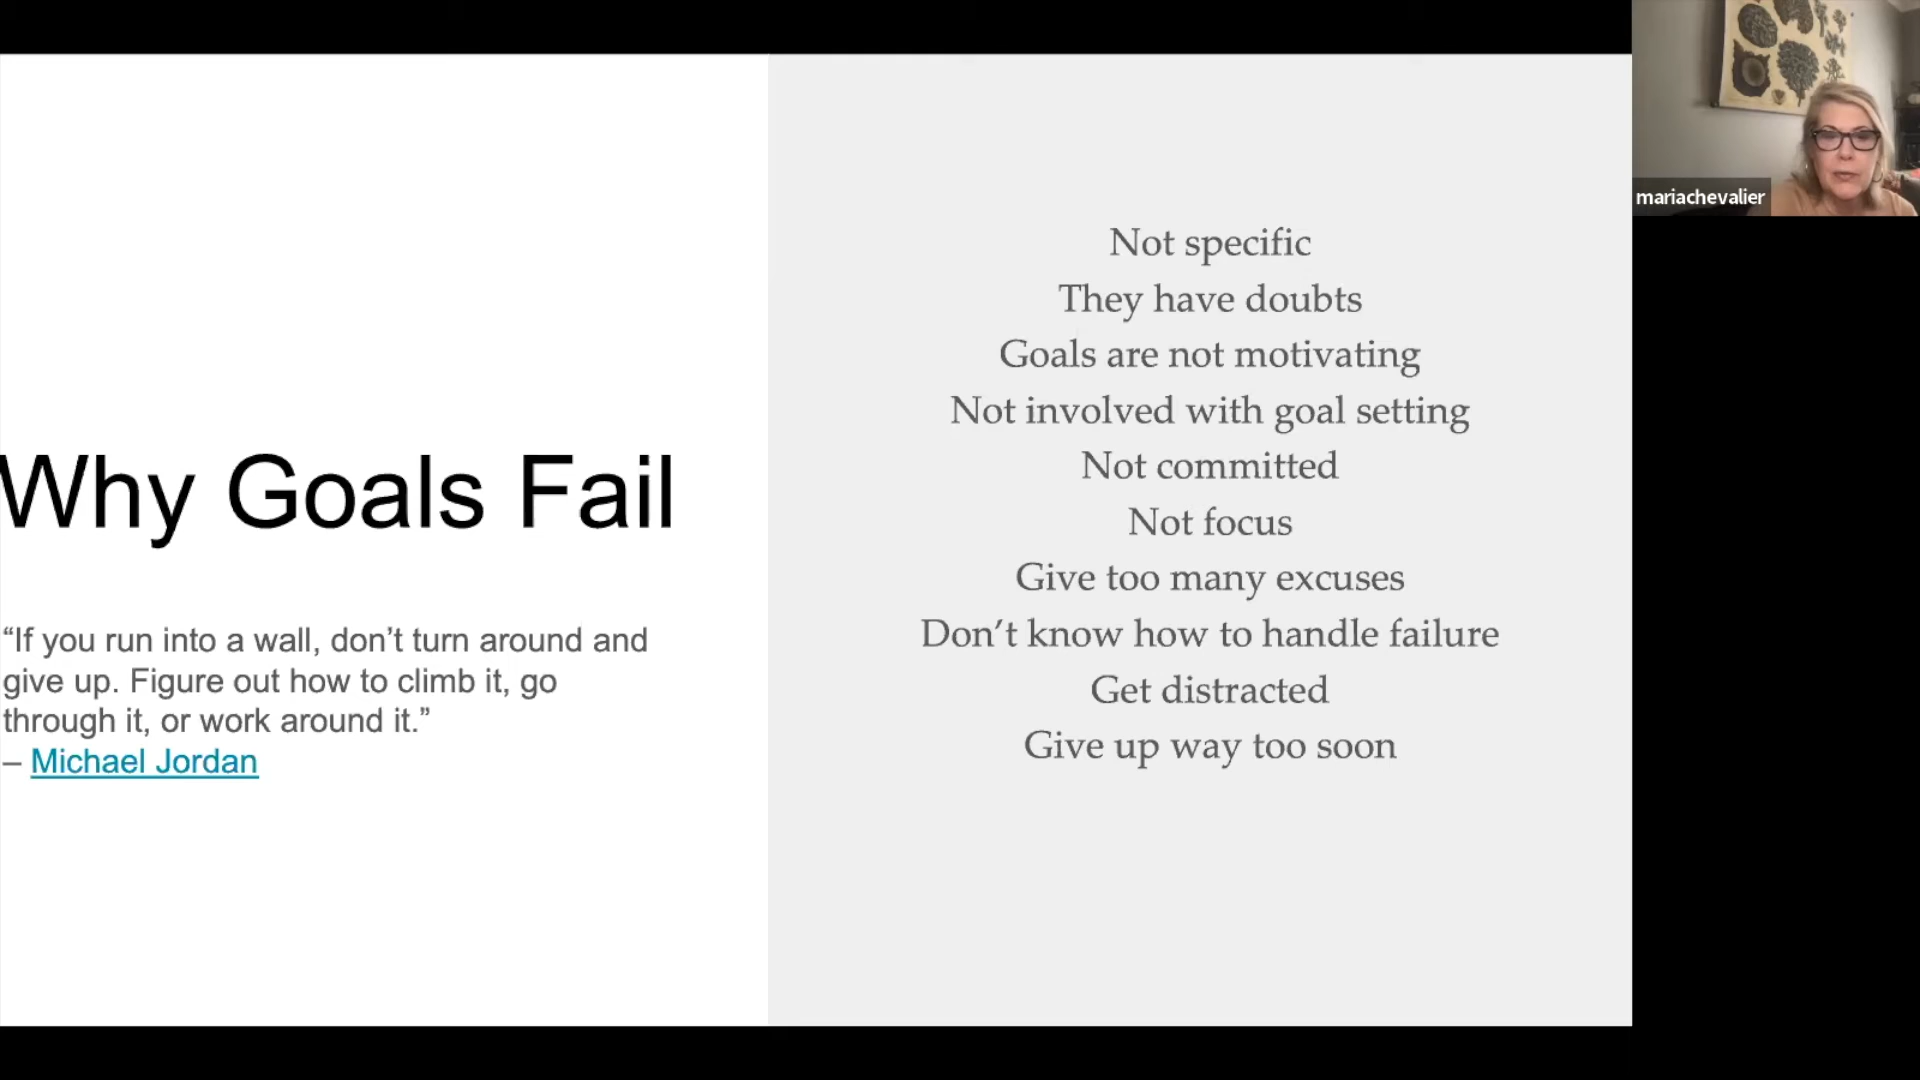 Why Goals Fail
“If you run into a wall, don’t turn around and
give up. Figure out how to climb it, go
through it, or work around it.”
– Michael Jordan
Not specific
They have doubts
Goals are not motivating
Not involved with goal setting
Not committed
Not focus
Give too many excuses
Don’t know how to handle failure
Get distracted
Give up way too soon
mariachevalier